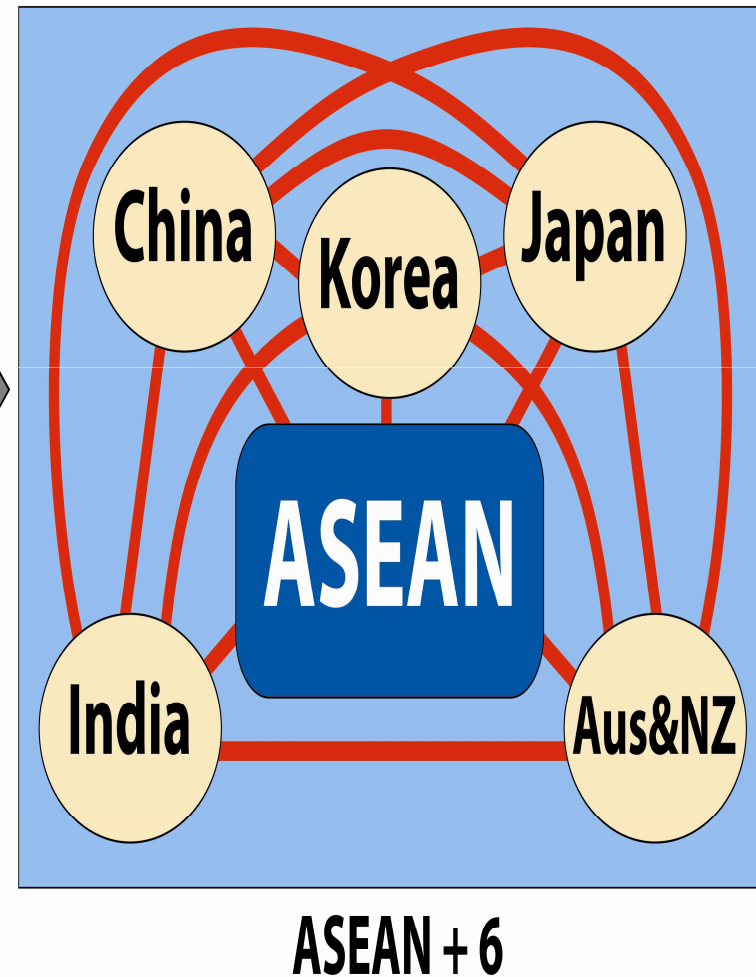 China
Japan
Korea
ASEAN
India
Aus&NZ
ASEAN + 6